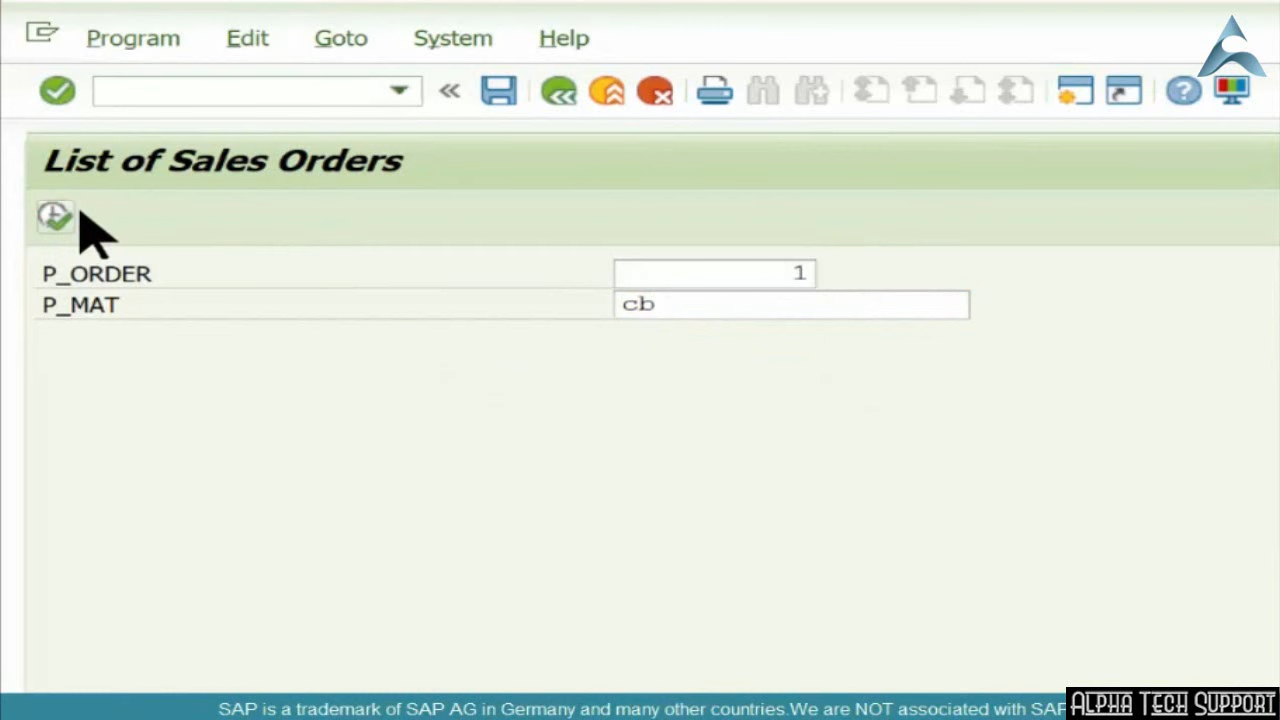 Program Edit Goto System Help
List of Sales Orders
P_ORDER 1
P_MAT cb
SAP is a trademark of SAP AG in Germany and many other countries.We are NOT associated with SAP
ALPHA TECH SUPPORT